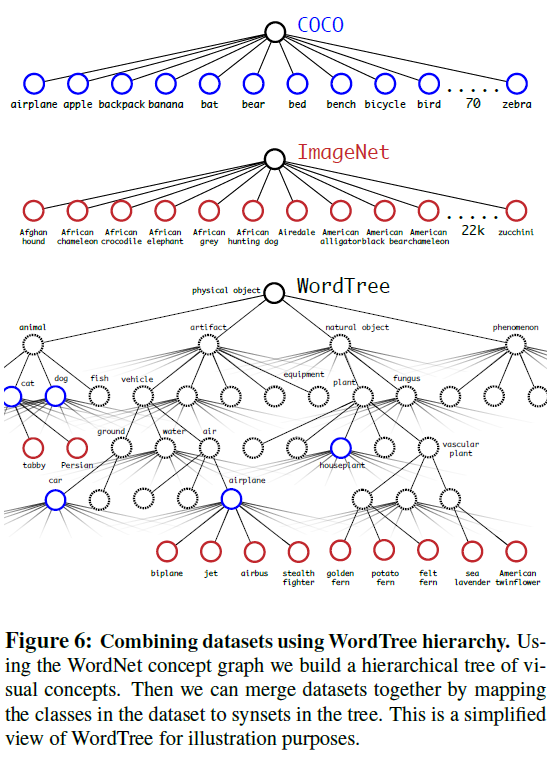 COCO
airplane apple backpack banana bat bear bed bench bicycle bird ..... 70 zebra
ImageNet
Afghan hound African chameleon African crocodile African elephant African grey African hunting dog Airedale American alligator American black bear American chameleon ..... 22k zucchini
WordTree
physical object
animal artifact natural object phenomenon
cat dog fish vehicle equipment plant fungus
ground water air vascular plant
tabby Persian houseplant
car airplane
biplane jet airbus stealth fighter golden fern potato fern felt fern sea lavender American twinflower
Figure 6: Combining datasets using WordTree hierarchy. Us-
ing the WordNet concept graph we build a hierarchical tree of vi-
sual concepts. Then we can merge datasets together by mapping
the classes in the dataset to synsets in the tree. This is a simplified
view of WordTree for illustration purposes.